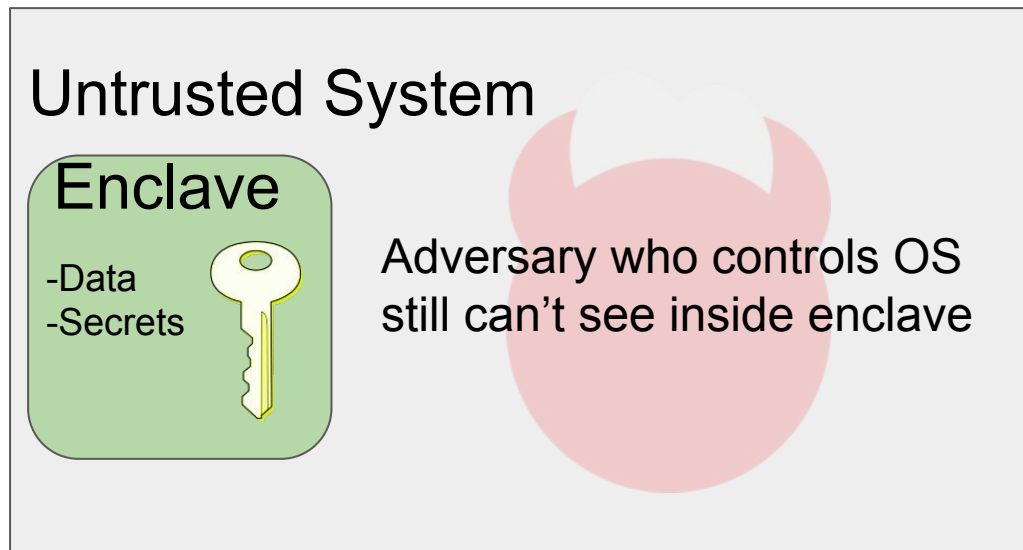 Untrusted System
Enclave
-Data
-Secrets
Adversary who controls OS
still can’t see inside enclave